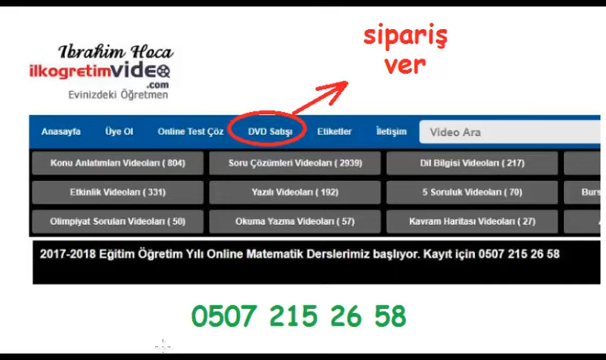 sipariş
ver
İbrahim Hoca
ilkogretimvideo
.com
Evinizdeki Öğretmen
Anasayfa Üye Ol Online Test Çöz DVD Satışı Etiketler İletişim Video Ara
Konu Anlatımları Videoları ( 804) Soru Çözümleri Videoları ( 2939) Dil Bilgisi Videoları ( 217)
Etkinlik Videoları ( 331) Yazılı Videoları ( 192) 5 Soruluk Videoları ( 70)
Olimpiyat Soruları Videoları ( 50) Okuma Yazma Videoları ( 57) Kavram Haritası Videoları ( 27)
2017-2018 Eğitim Öğretim Yılı Online Matematik Derslerimiz başlıyor. Kayıt için 0507 215 26 58
0507 215 26 58